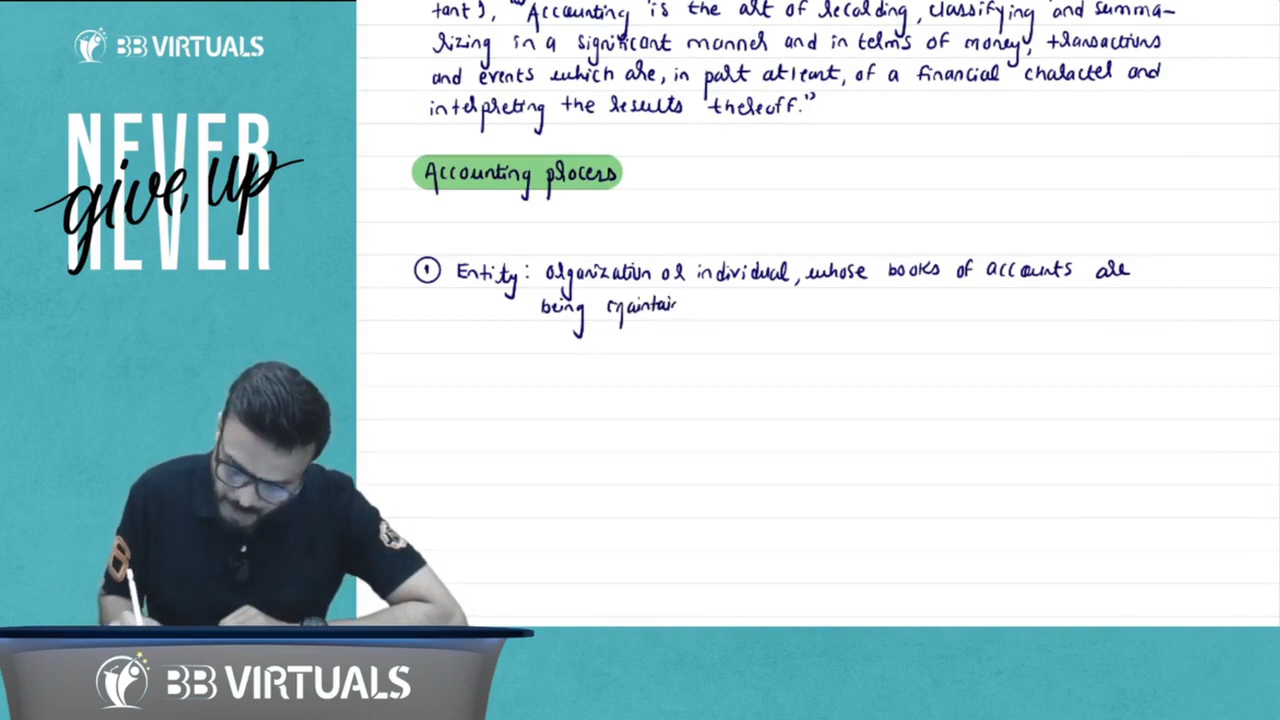 BB VIRTUALS
NEVER
give up
NEVER
tant), "Accounting is the art of recording, classifying and summa-
rizing in a significant manner and in terms of money, transactions
and events which are, in part atleast, of a financial character and
interpreting the results thereoff."
Accounting process
① Entity: organization or individual, whose books of accounts are
being maintain
BB VIRTUALS